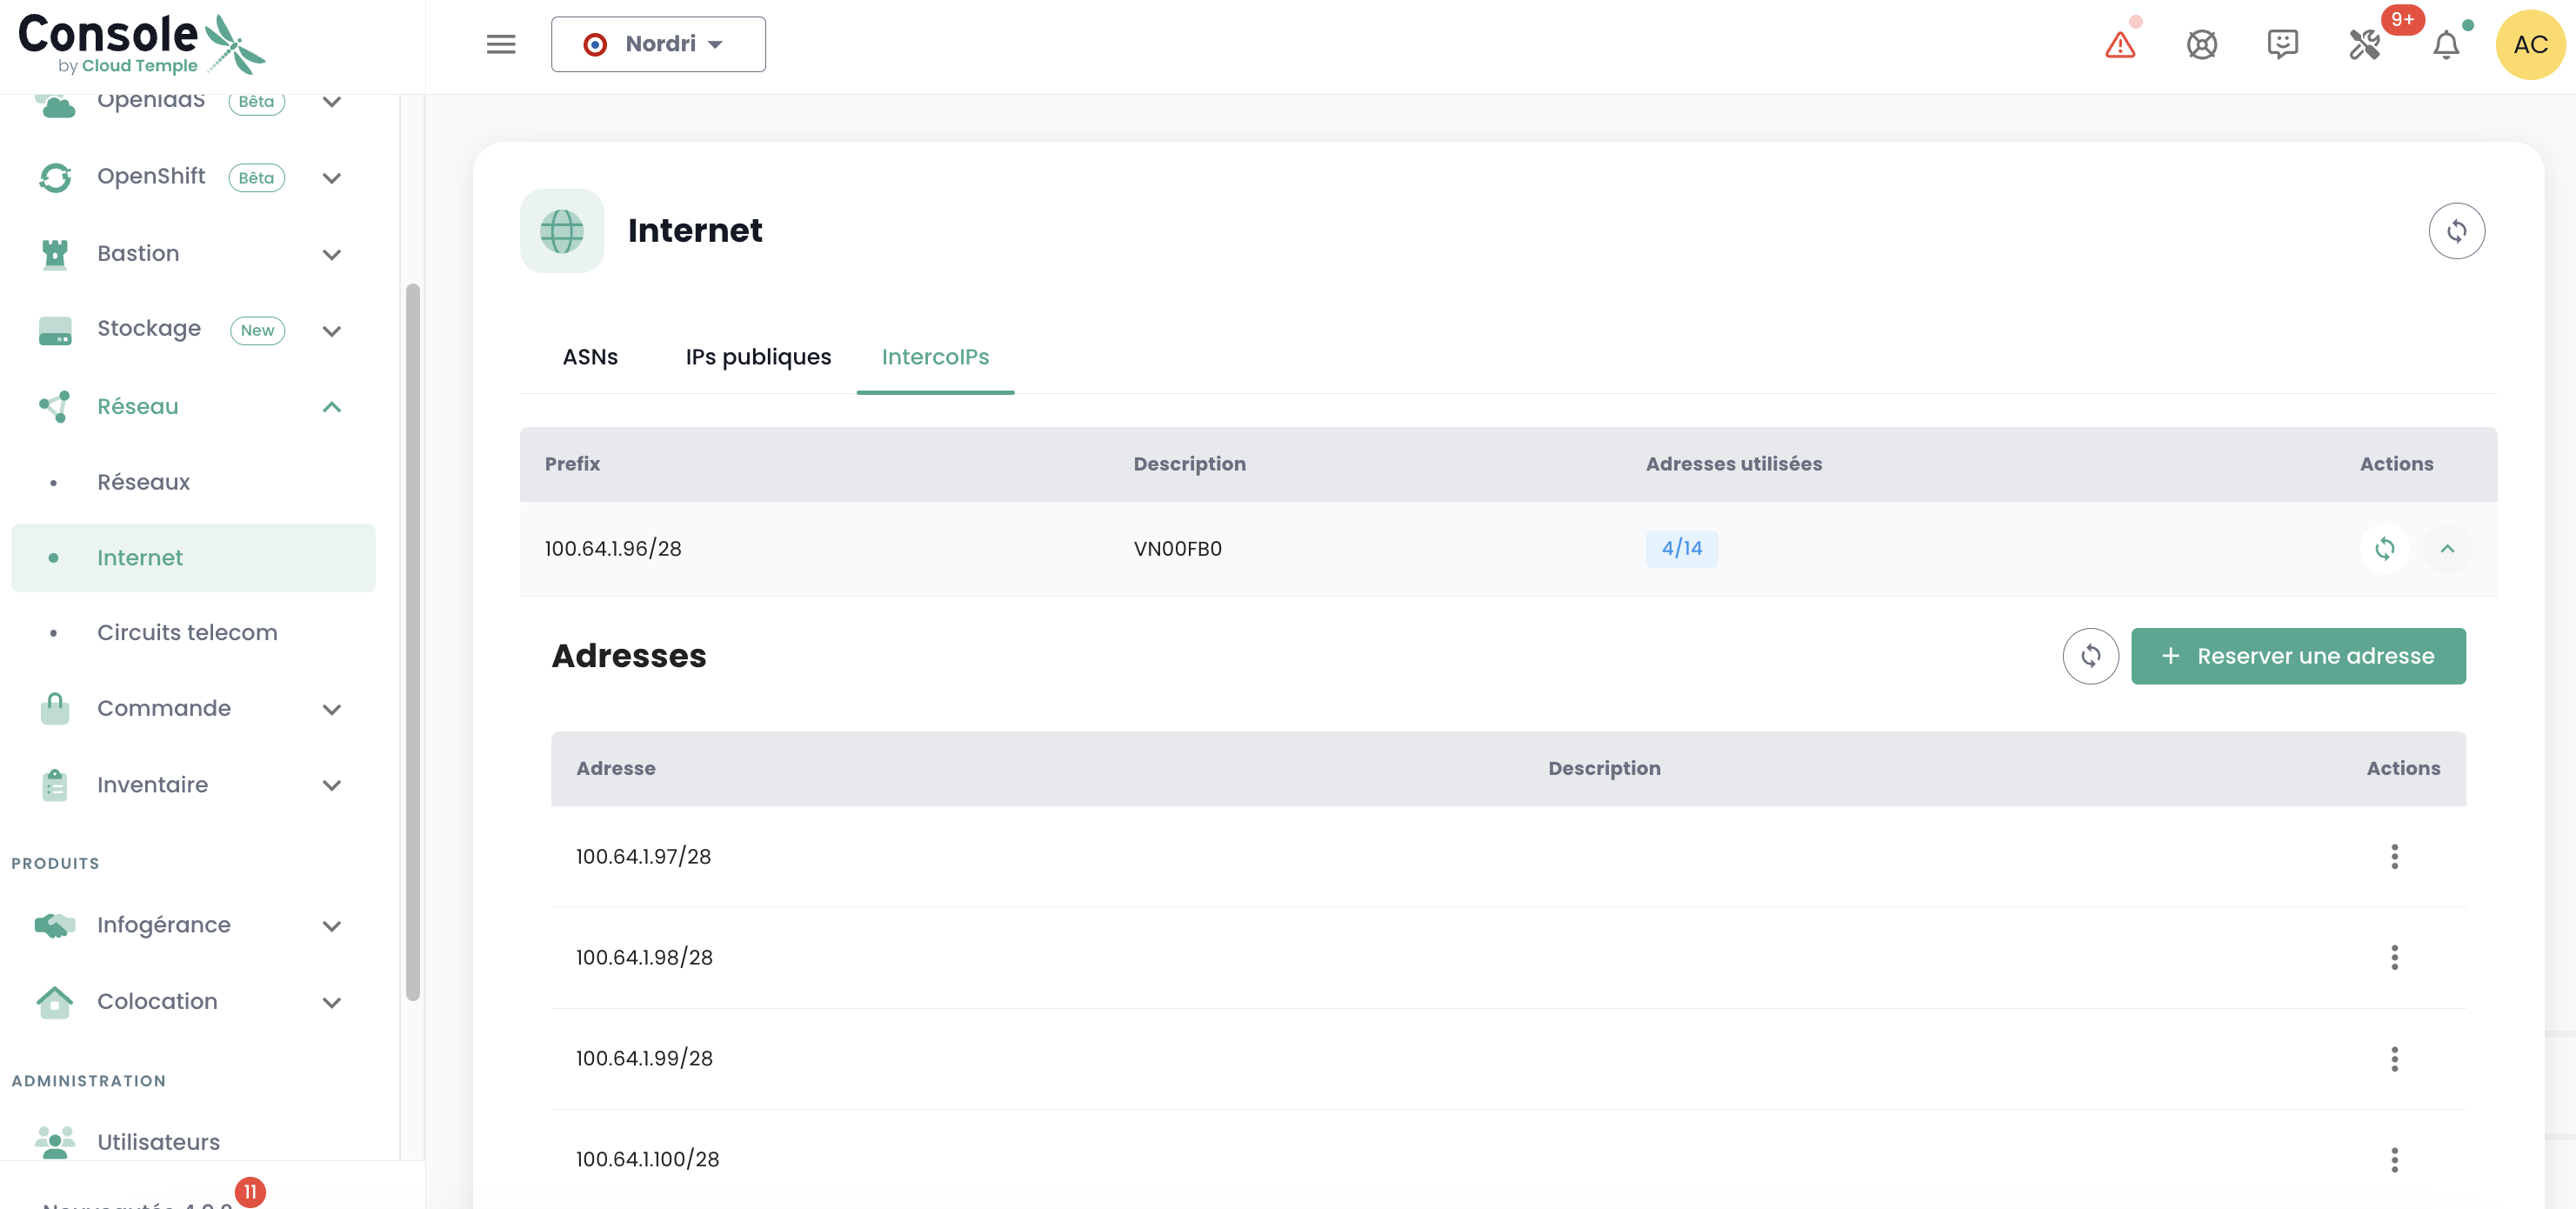 Console
by Cloud Temple
Nordri
9+
AC
OpenIaaS Bêta
OpenShift Bêta
Bastion
Stockage New
Réseau
Réseaux
Internet
Circuits telecom
Commande
Inventaire
PRODUITS
Infogérance
Colocation
ADMINISTRATION
Utilisateurs
11
Internet
ASNs IPs publiques IntercoIPs
Prefix Description Adresses utilisées Actions
100.64.1.96/28 VN00FB0 4/14
Adresses
+ Reserver une adresse
Adresse Description Actions
100.64.1.97/28
100.64.1.98/28
100.64.1.99/28
100.64.1.100/28